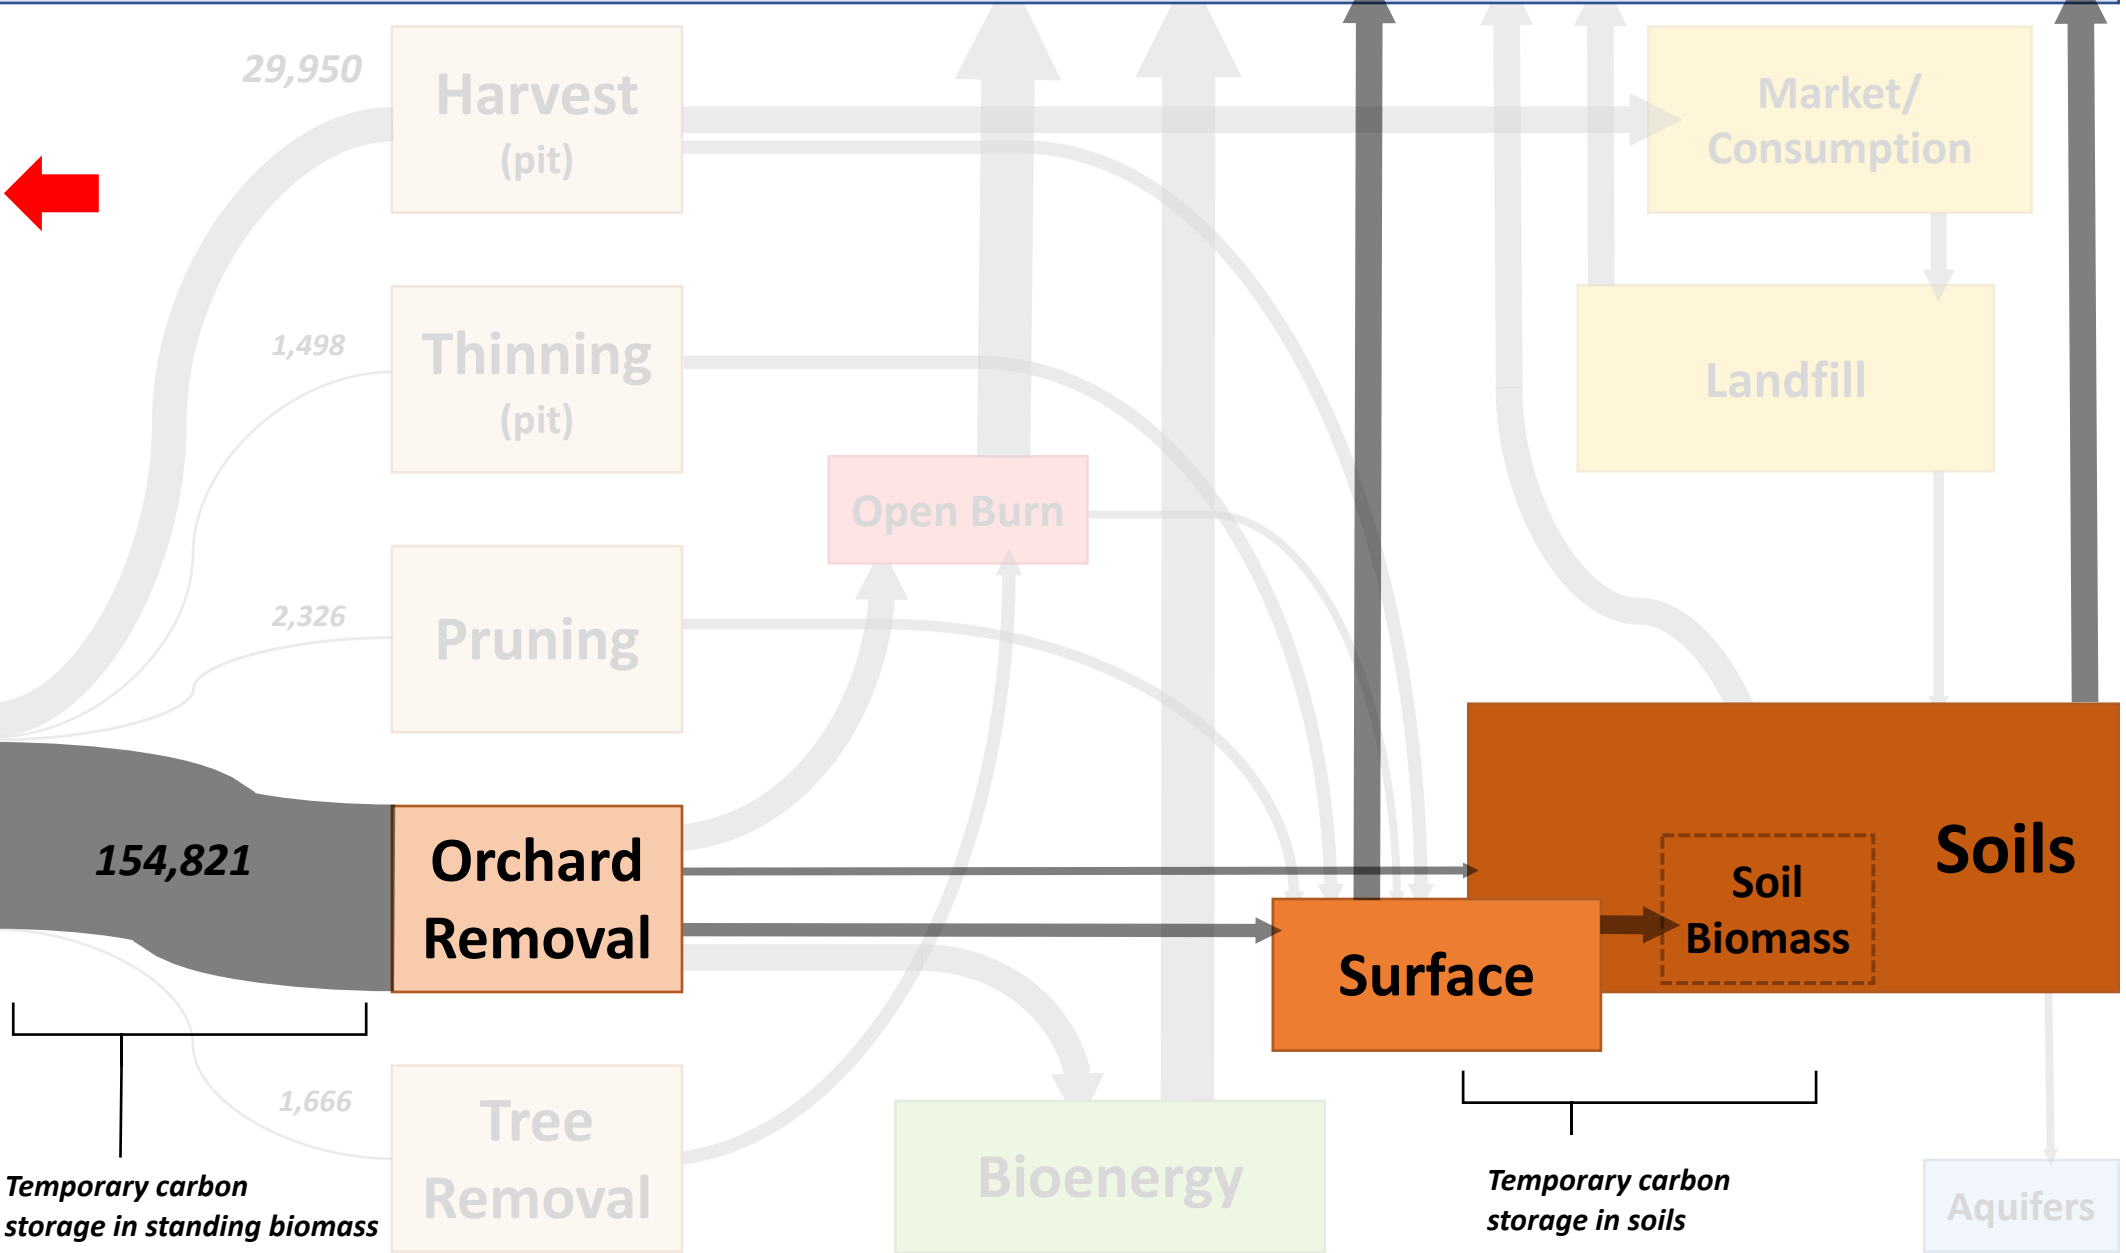 29,950
Harvest
(pit)
Market/
Consumption
1,498
Thinning
(pit)
Landfill
Open Burn
2,326
Pruning
154,821
Orchard
Removal
Soils
Soil
Biomass
Surface
1,666
Tree
Removal
Bioenergy
Temporary carbon
storage in standing biomass
Temporary carbon
storage in soils
Aquifers